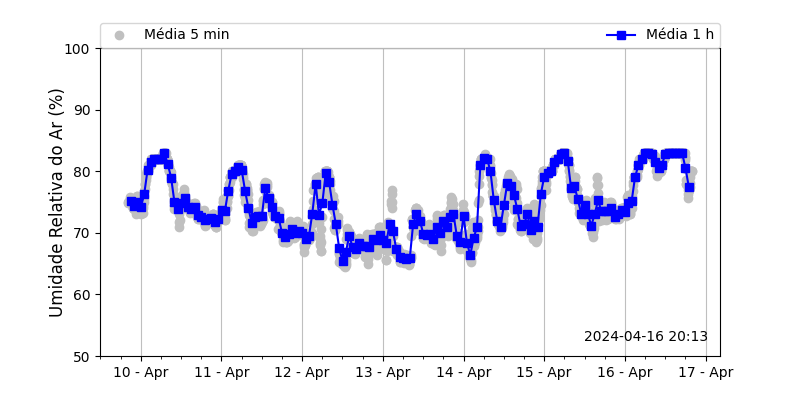 Média 5 min
Média 1 h
Umidade Relativa do Ar (%)
100
90
80
70
60
50
2024-04-16 20:13
10 - Apr
11 - Apr
12 - Apr
13 - Apr
14 - Apr
15 - Apr
16 - Apr
17 - Apr